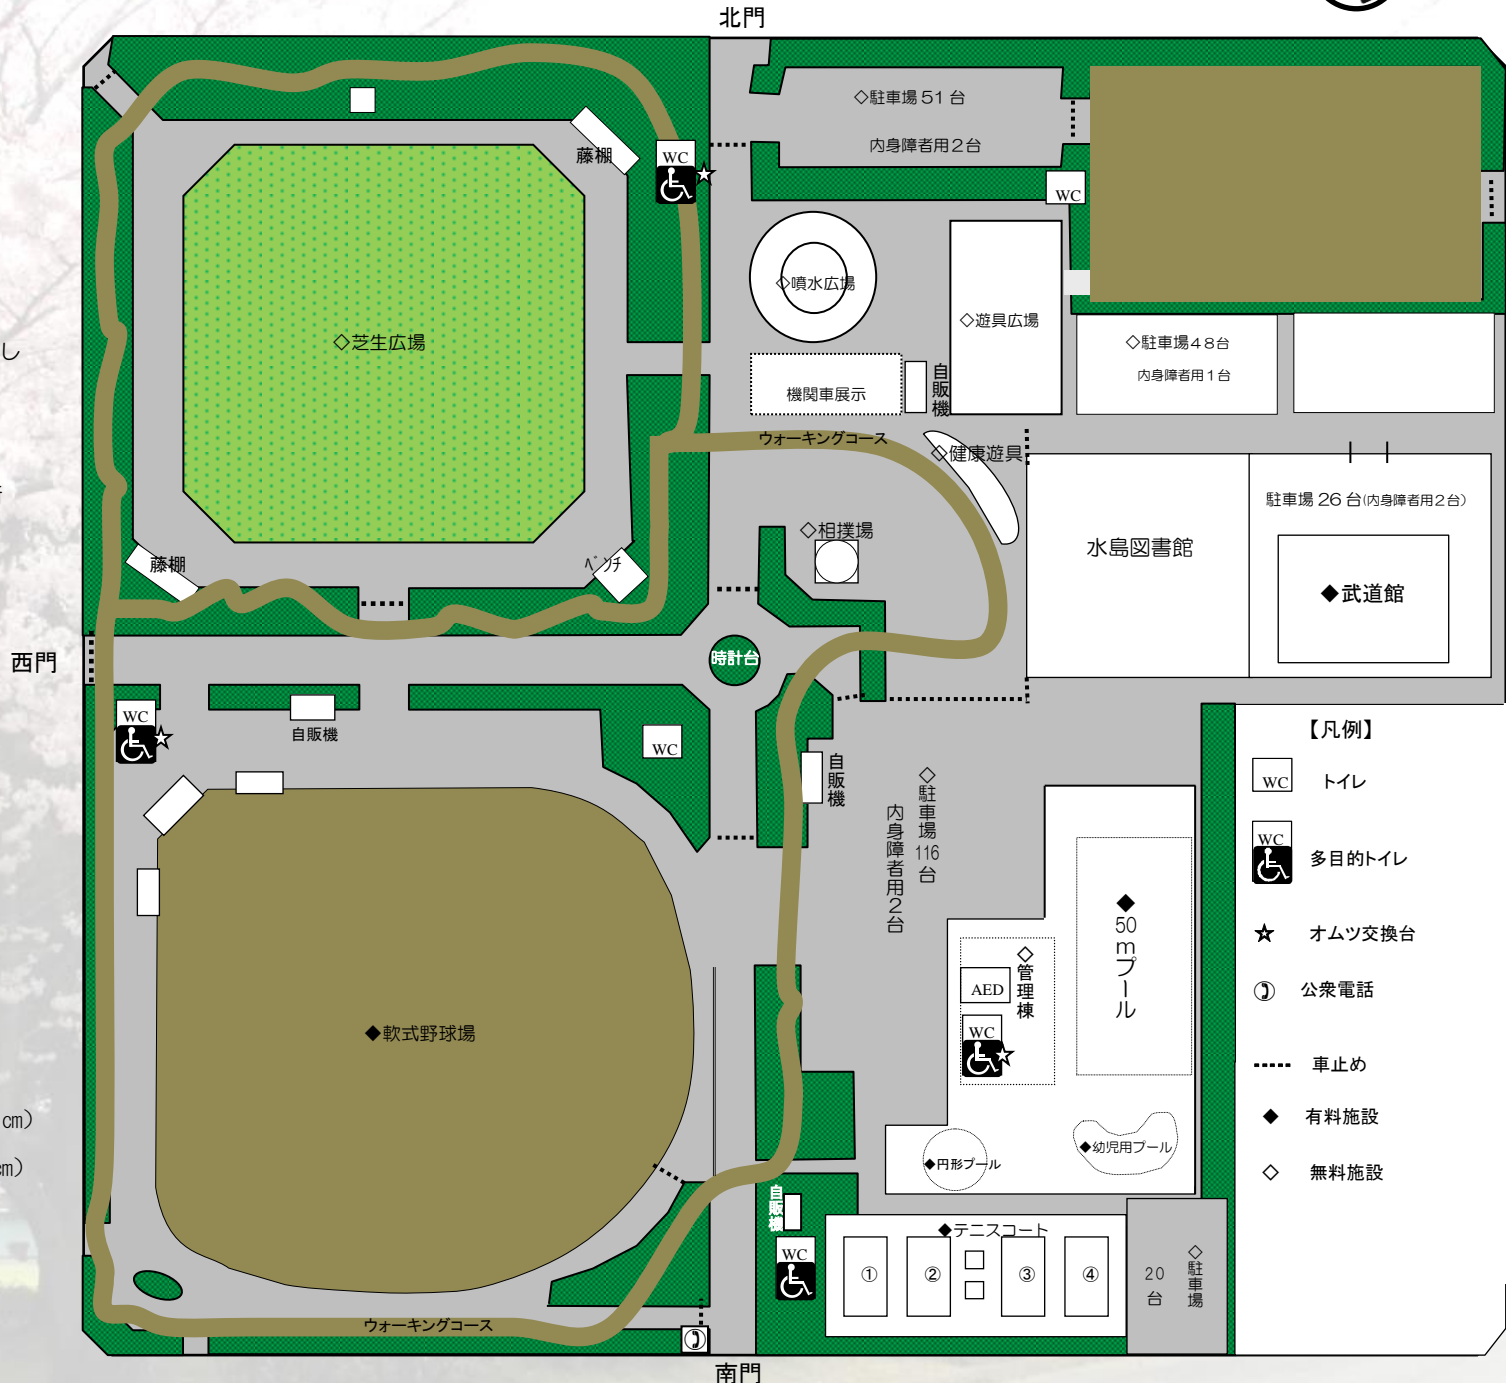 北門
◇駐車場 51 台
内身障者用2台
藤棚
WC
WC
◇噴水広場
◇遊具広場
◇芝生広場
し
◇駐車場48台
内身障者用1台
機関車展示
自販機
ウォーキングコース
◇健康遊具
駐車場 26 台(内身障者用2台)
◇相撲場
水島図書館
藤棚
ベンチ
◆武道館
時計台
西門
WC
自販機
WC
自販機
◇駐車場 116 台
内身障者用2台
◆50mプール
◇管理棟
AED
WC
◆軟式野球場
cm)
cm)
◆幼児用プール
◆円形プール
自販機
WC
◆テニスコート
①
②
③
④
◇駐車場
20台
ウォーキングコース
南門
【凡例】
WC トイレ
WC 多目的トイレ
☆ オムツ交換台
公衆電話
車止め
◆ 有料施設
◇ 無料施設